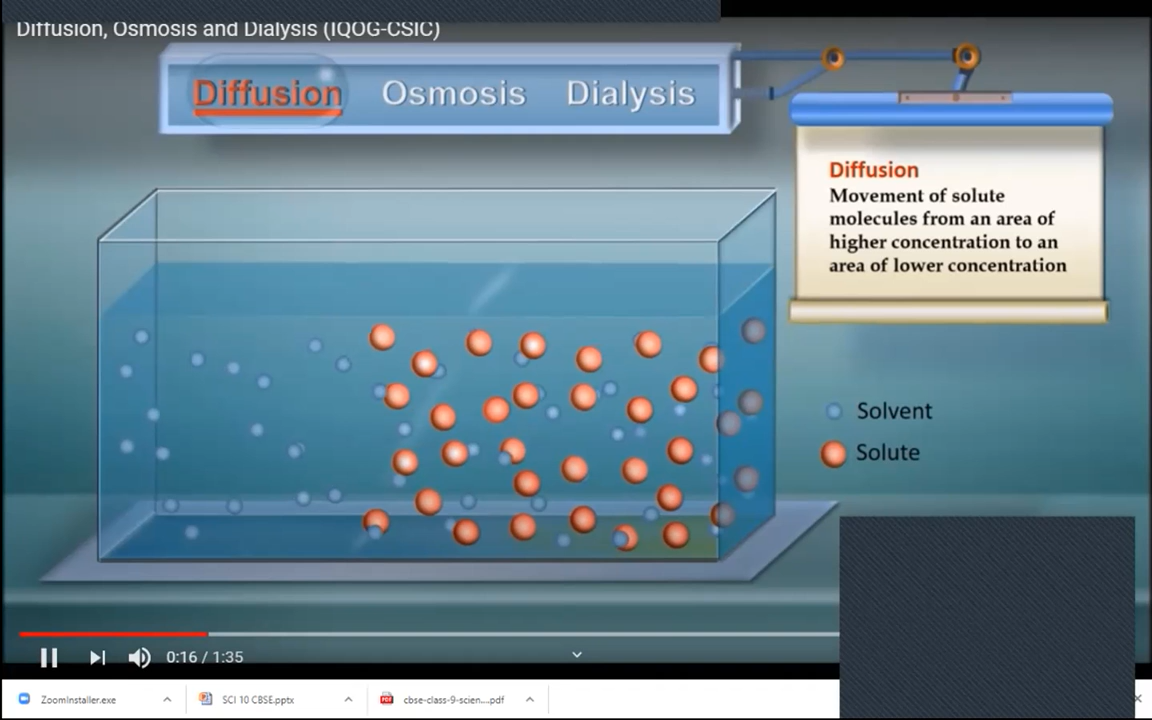 Diffusion, Osmosis and Dialysis (IQOG-CSIC)
Diffusion Osmosis Dialysis
Diffusion
Movement of solute
molecules from an area of
higher concentration to an
area of lower concentration
Solvent
Solute
0:16 / 1:35
ZoomInstaller.exe
SCI 10 CBSE.pptx
cbse-class-9-scien....pdf